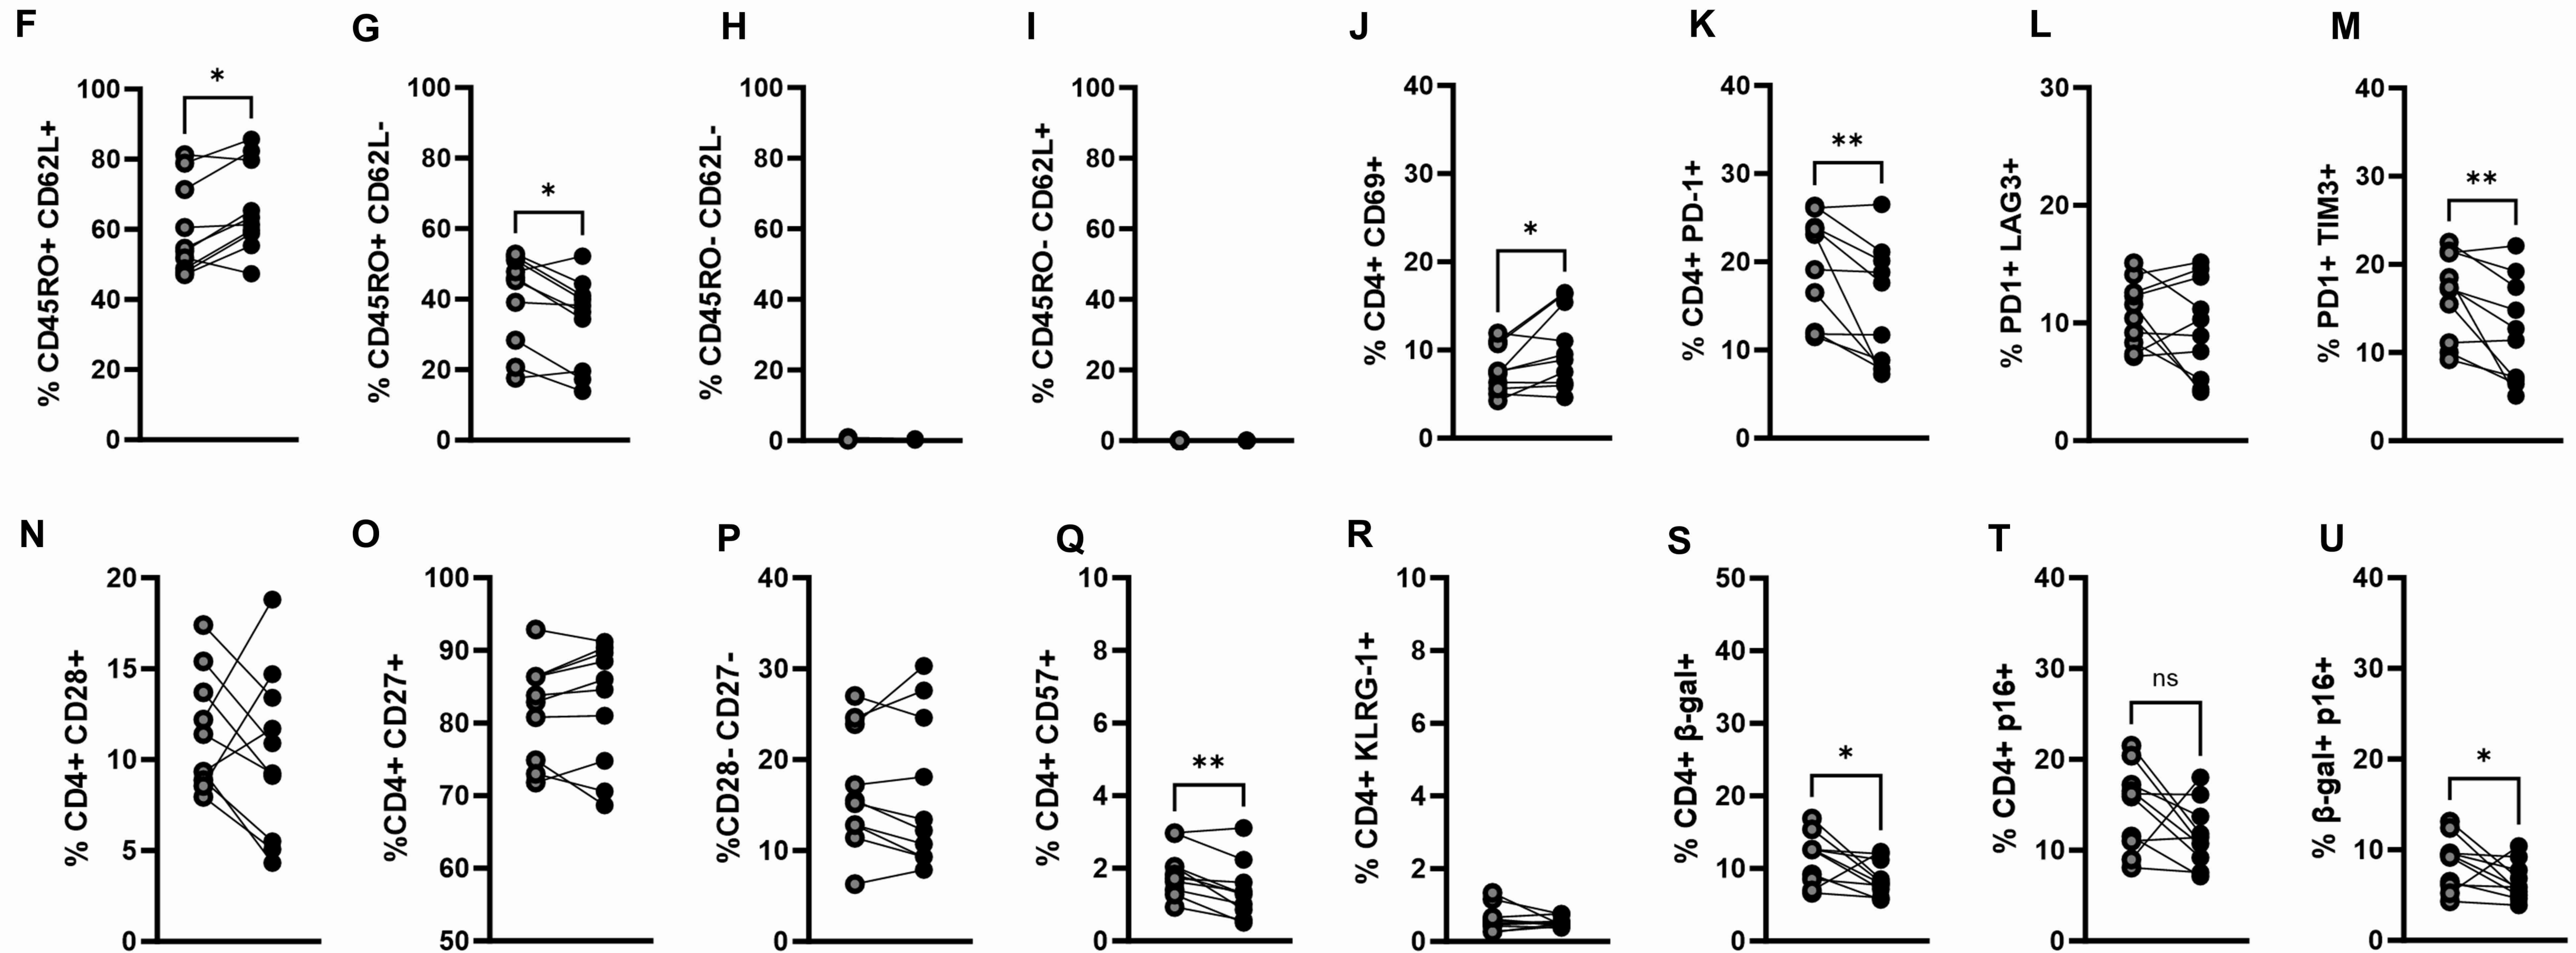 F
% CD45RO+ CD62L+
100
80
60
40
20
0
*
G
% CD45RO+ CD62L-
100
80
60
40
20
0
*
H
% CD45RO- CD62L-
100
80
60
40
20
0
I
% CD45RO- CD62L+
100
80
60
40
20
0
J
% CD4+ CD69+
40
30
20
10
0
*
K
% CD4+ PD-1+
40
30
20
10
0
**
L
% PD1+ LAG3+
30
20
10
0
M
% PD1+ TIM3+
40
30
20
10
0
**
N
% CD4+ CD28+
20
15
10
5
0
O
%CD4+ CD27+
100
90
80
70
60
50
P
%CD28- CD27-
40
30
20
10
0
Q
% CD4+ CD57+
10
8
6
4
2
0
**
R
% CD4+ KLRG-1+
10
8
6
4
2
0
S
% CD4+ β-gal+
50
40
30
20
10
0
*
T
% CD4+ p16+
40
30
20
10
0
ns
U
% β-gal+ p16+
40
30
20
10
0
*